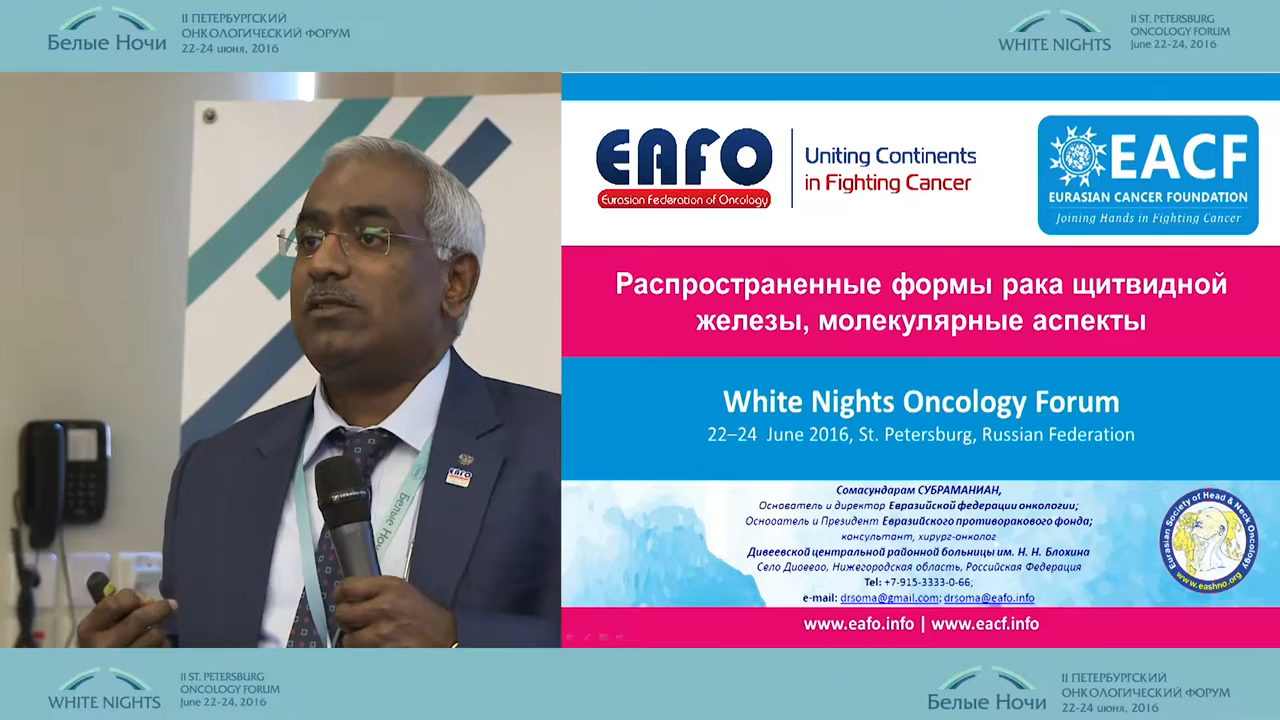 Белые Ночи
II ПЕТЕРБУРГСКИЙ
ОНКОЛОГИЧЕСКИЙ ФОРУМ
22-24 июня, 2016
WHITE NIGHTS
II ST. PETERSBURG
ONCOLOGY FORUM
June 22-24, 2016
EAFO
Eurasian Federation of Oncology
Uniting Continents
in Fighting Cancer
EACF
EURASIAN CANCER FOUNDATION
Joining Hands in Fighting Cancer
Распространенные формы рака щитвидной
железы, молекулярные аспекты
White Nights Oncology Forum
22–24 June 2016, St. Petersburg, Russian Federation
Сомасундарам СУБРАМАНИАН,
Основатель и директор Евразийской федерации онкологии;
Основатель и Президент Евразийского противоракового фонда;
консультант, хирург-онколог
Дивеевской центральной районной больницы им. Н. Н. Блохина
Село Дивеево, Нижегородская область, Российская Федерация
Tel: +7-915-3333-0-66;
e-mail: drsoma@gmail.com; drsoma@eafo.info
Eurasian Society of Head & Neck Oncology
www.eashno.org
www.eafo.info | www.eacf.info
EAFO
Белые Но
WHITE NIGHTS
II ST. PETERSBURG
ONCOLOGY FORUM
June 22-24, 2016
Белые Ночи
II ПЕТЕРБУРГСКИЙ
ОНКОЛОГИЧЕСКИЙ ФОРУМ
22-24 июня, 2016